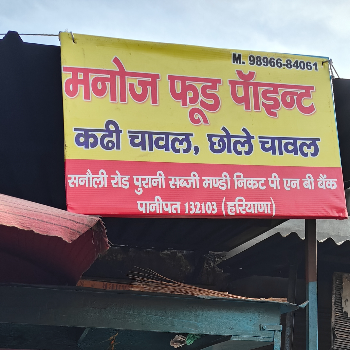 M. 98966-84061
मनोज फूड पॅाइन्ट
कढी चावल, छोले चावल
सनौली रोड पुरानी सब्जी मण्डी निकट पी एन बी बैंक
पानीपत 132103 (हरियाणा)